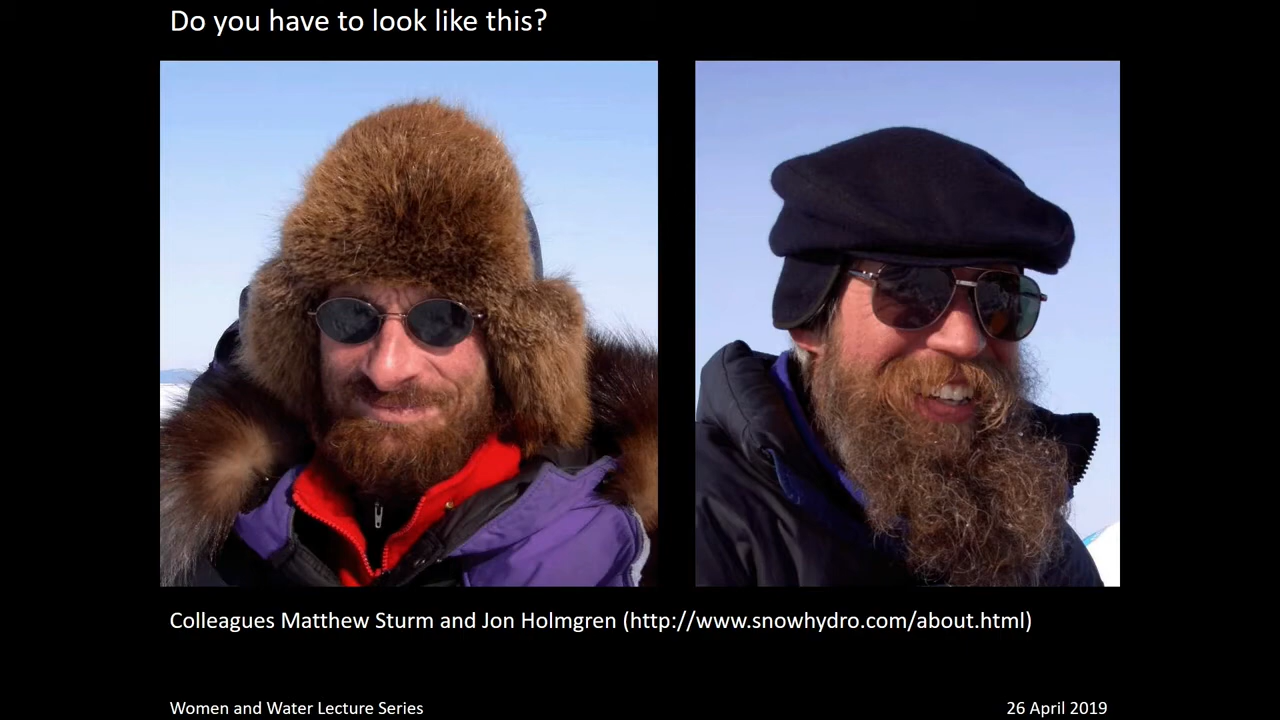 Do you have to look like this?
Colleagues Matthew Sturm and Jon Holmgren (http://www.snowhydro.com/about.html)
Women and Water Lecture Series
26 April 2019